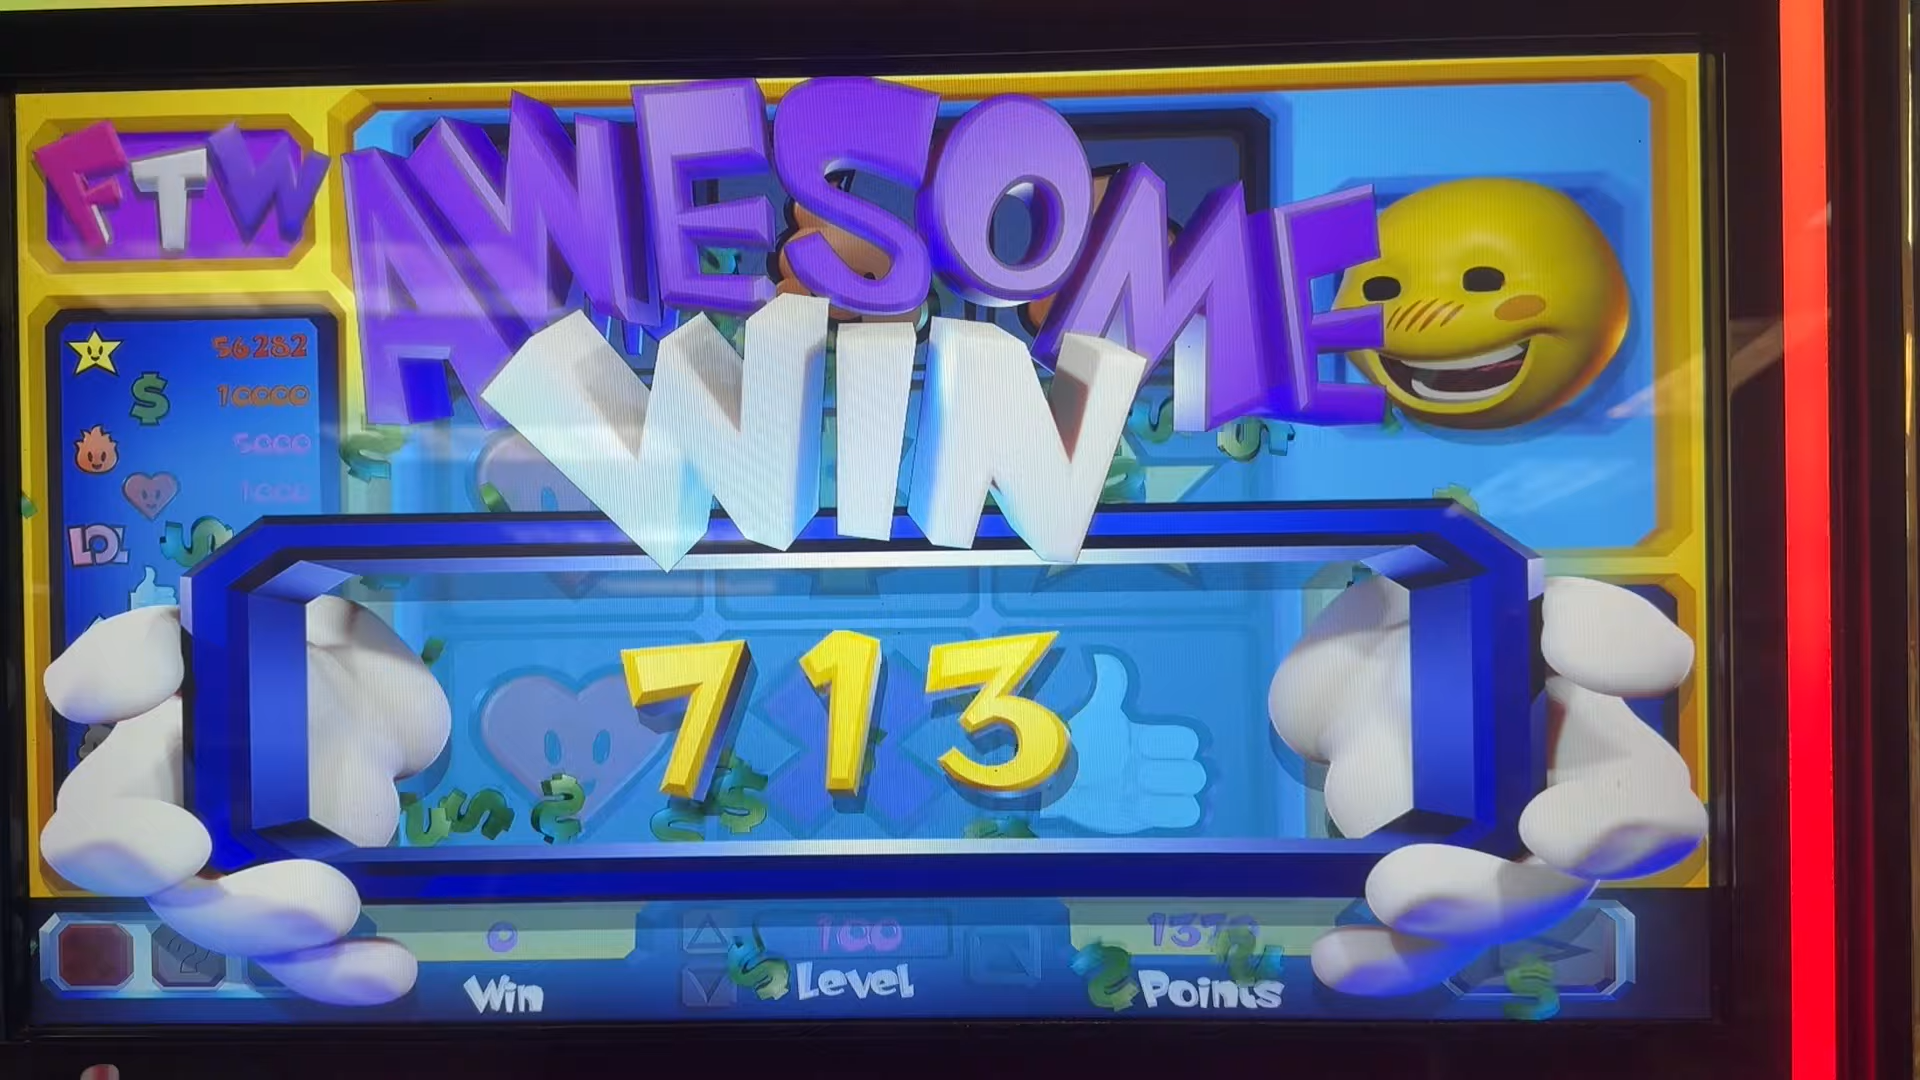 FTW
AWESOME
WIN
56282
10000
5000
1000
LOL
713
0
100
Win
Level
Points